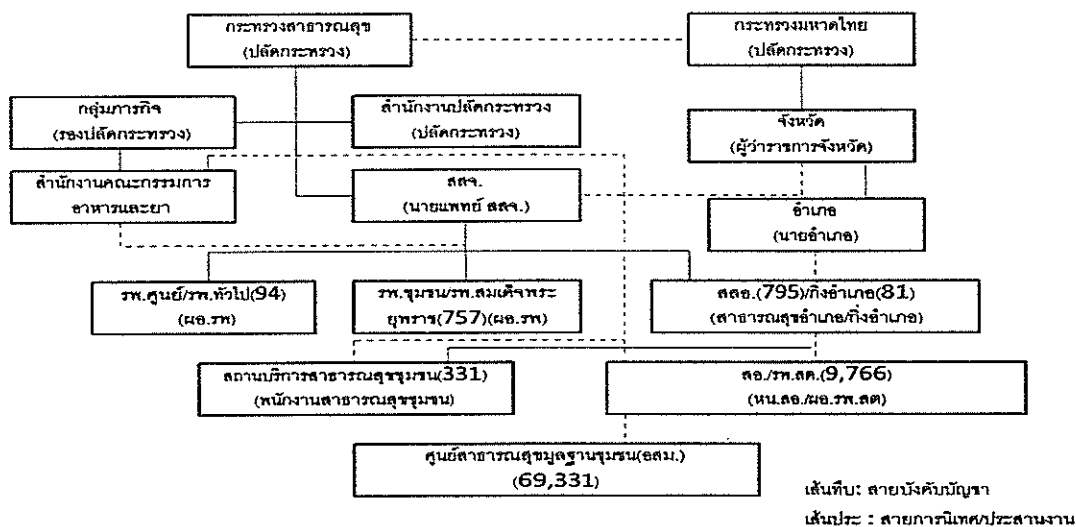 กระทรวงสาธารณสุข
(ปลัดกระทรวง)
กระทรวงมหาดไทย
(ปลัดกระทรวง)
กลุ่มภารกิจ
(รองปลัดกระทรวง)
สำนักงานปลัดกระทรวง
(ปลัดกระทรวง)
จังหวัด
(ผู้ว่าราชการจังหวัด)
สำนักงานคณะกรรมการ
อาหารและยา
สสจ.
(นายแพทย์ สสจ.)
อำเภอ
(นายอำเภอ)
รพ.ศูนย์/รพ.ทั่วไป(94)
(ผอ.รพ)
รพ.ชุมชน/รพ.สมเด็จพระ
ยุพราช(757)(ผอ.รพ)
สสอ.(795)/กิ่งอำเภอ(81)
(สาธารณสุขอำเภอ/กิ่งอำเภอ)
สถานบริการสาธารณสุขชุมชน(331)
(พนักงานสาธารณสุขชุมชน)
สอ./รพ.สต.(9,766)
(หน.สอ./ผอ.รพ.สต)
ศูนย์สาธารณสุขมูลฐานชุมชน(อสม.)
(69,331)
เส้นทึบ: สายบังคับบัญชา
เส้นประ : สายการนิเทศ/ประสานงาน